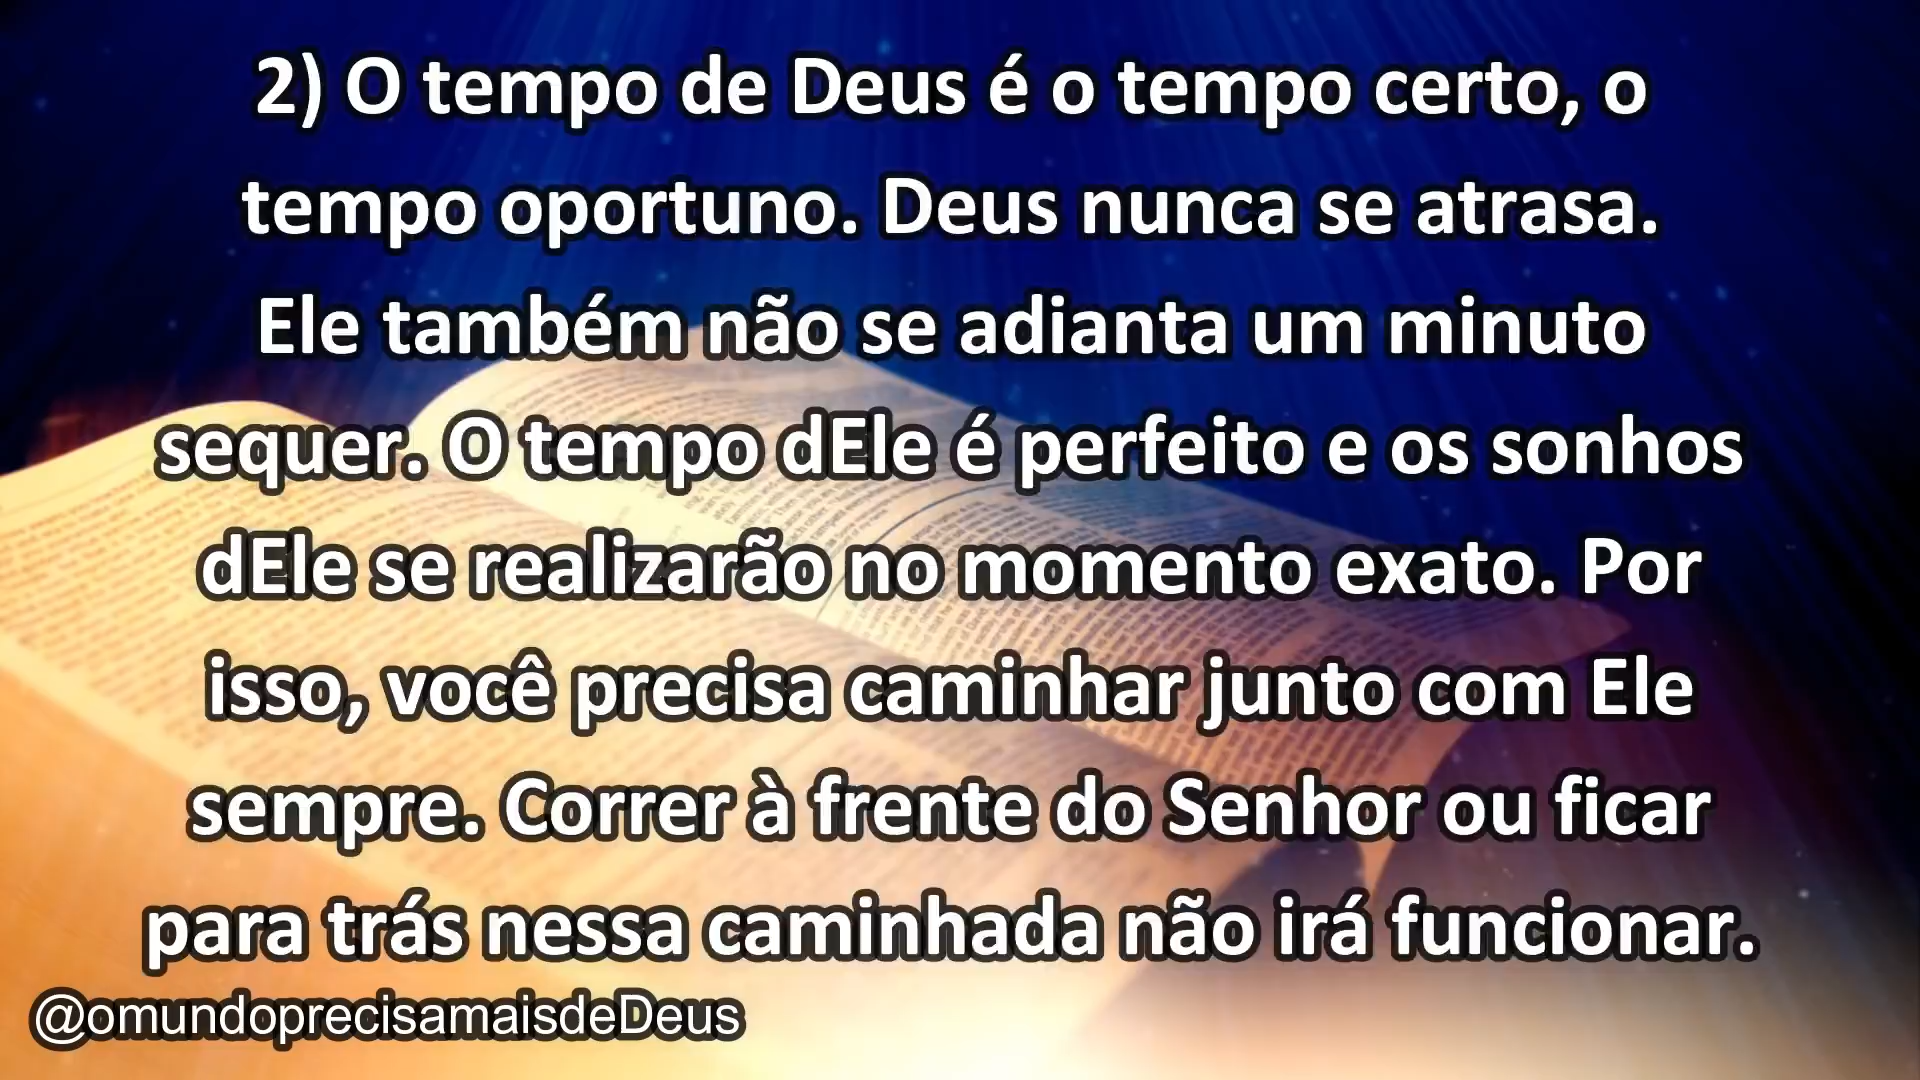 2) O tempo de Deus é o tempo certo, o
tempo oportuno. Deus nunca se atrasa.
Ele também não se adianta um minuto
sequer. O tempo dEle é perfeito e os sonhos
dEle se realizarão no momento exato. Por
isso, você precisa caminhar junto com Ele
sempre. Correr à frente do Senhor ou ficar
para trás nessa caminhada não irá funcionar.
@omundoprecisamaisdeDeus